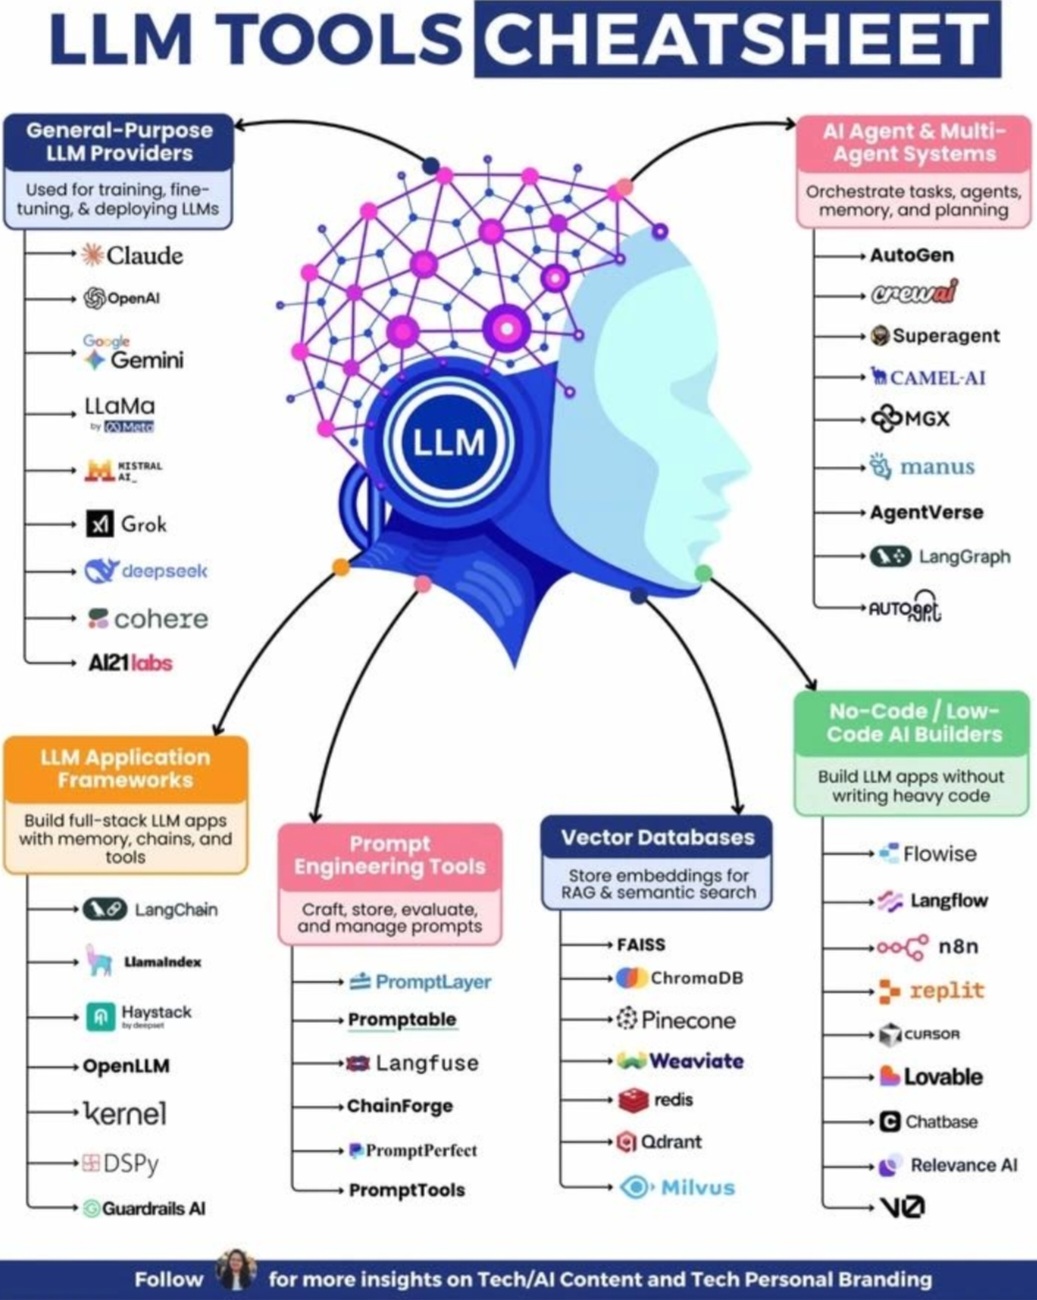 LLM TOOLS CHEATSHEET
General-Purpose
LLM Providers
Used for training, fine-
tuning, & deploying LLMs
Claude
OpenAI
Google
Gemini
LLaMa
by Meta
MISTRAL
AI_
Grok
deepseek
cohere
AI21labs
AI Agent & Multi-
Agent Systems
Orchestrate tasks, agents,
memory, and planning
AutoGen
crewai
Superagent
CAMEL-AI
MGX
manus
AgentVerse
LangGraph
AUTOgpt
LLM
LLM Application
Frameworks
Build full-stack LLM apps
with memory, chains, and
tools
LangChain
LlamaIndex
Haystack
by deepset
OpenLLM
kernel
DSPy
Guardrails AI
Prompt
Engineering Tools
Craft, store, evaluate,
and manage prompts
PromptLayer
Promptable
Langfuse
ChainForge
PromptPerfect
PromptTools
Vector Databases
Store embeddings for
RAG & semantic search
FAISS
ChromaDB
Pinecone
Weaviate
redis
Qdrant
Milvus
No-Code / Low-
Code AI Builders
Build LLM apps without
writing heavy code
Flowise
Langflow
n8n
replit
CURSOR
Lovable
Chatbase
Relevance AI
v0
Follow for more insights on Tech/AI Content and Tech Personal Branding